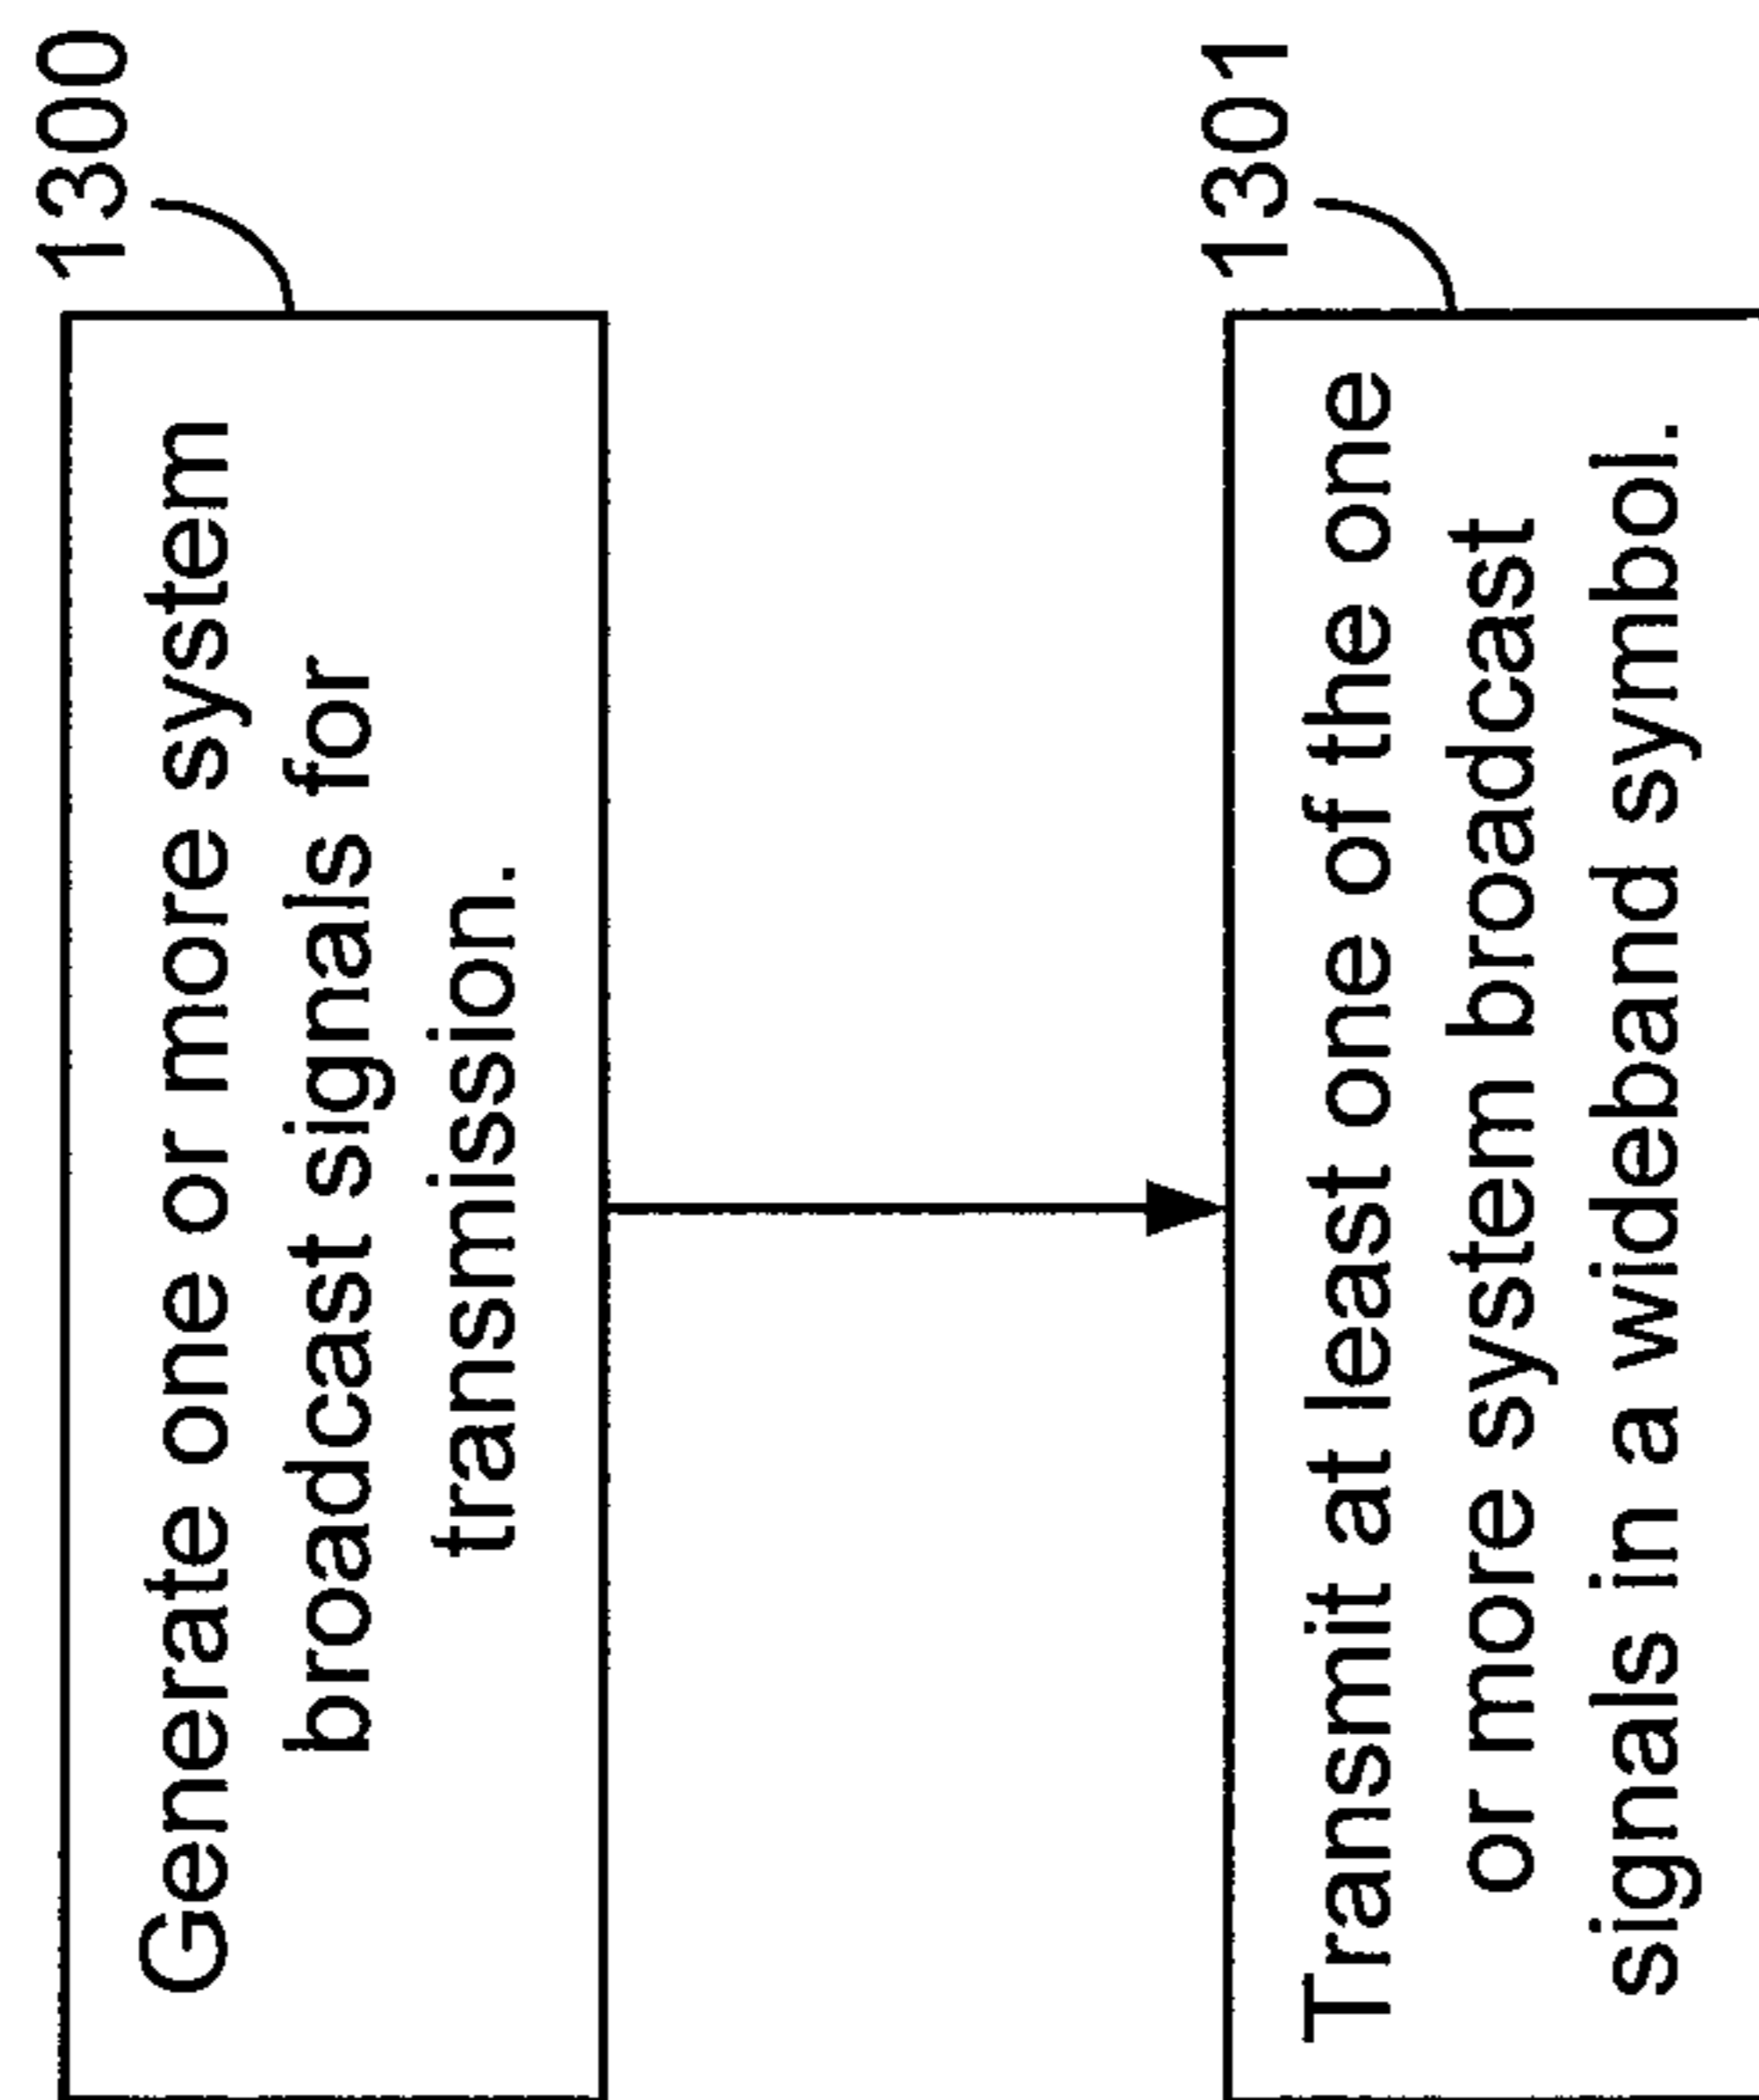 1300
Generate one or more system
broadcast signals for
transmission.
1301
Transmit at least one of the one
or more system broadcast
signals in a wideband symbol.